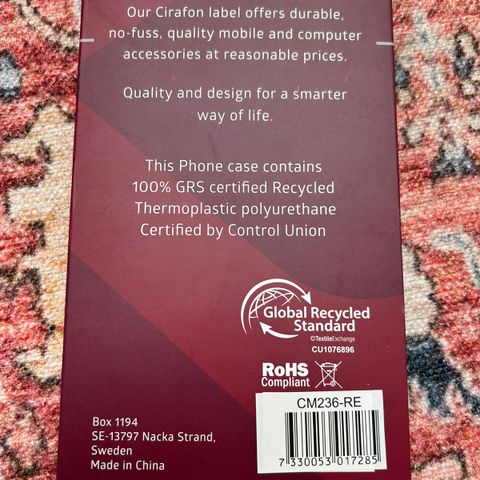 Our Cirafon label offers durable,
no-fuss, quality mobile and computer
accessories at reasonable prices.
Quality and design for a smarter
way of life.
This Phone case contains
100% GRS certified Recycled
Thermoplastic polyurethane
Certified by Control Union
Global Recycled
Standard
©TextileExchange
CU1076896
RoHS
Compliant
CM236-RE
7 330053 017285
Box 1194
SE-13797 Nacka Strand,
Sweden
Made in China